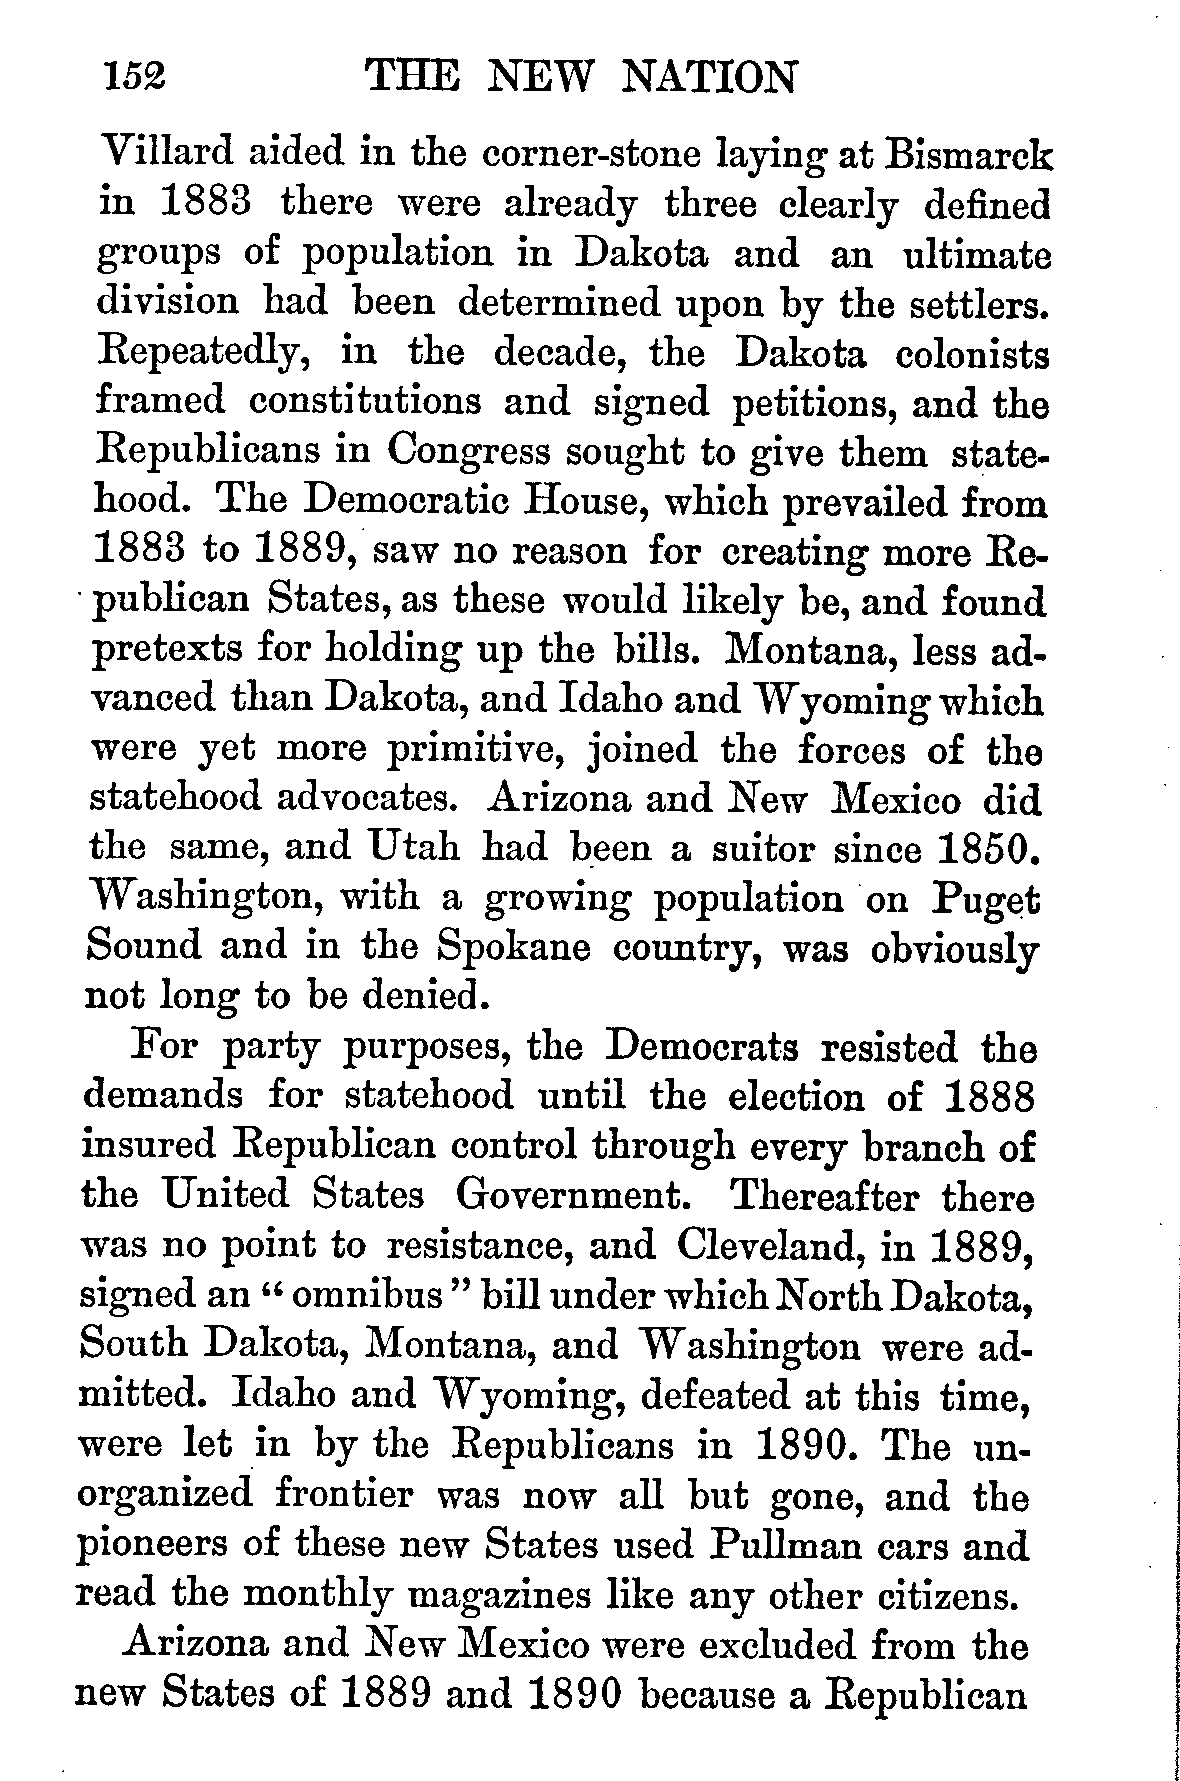 152 THE NEW NATION
Villard aided in the corner-stone laying at Bismarck
in 1883 there were already three clearly defined
groups of population in Dakota and an ultimate
division had been determined upon by the settlers.
Repeatedly, in the decade, the Dakota colonists
framed constitutions and signed petitions, and the
Republicans in Congress sought to give them state-
hood. The Democratic House, which prevailed from
1883 to 1889, saw no reason for creating more Re-
publican States, as these would likely be, and found
pretexts for holding up the bills. Montana, less ad-
vanced than Dakota, and Idaho and Wyoming which
were yet more primitive, joined the forces of the
statehood advocates. Arizona and New Mexico did
the same, and Utah had been a suitor since 1850.
Washington, with a growing population on Puget
Sound and in the Spokane country, was obviously
not long to be denied.
For party purposes, the Democrats resisted the
demands for statehood until the election of 1888
insured Republican control through every branch of
the United States Government. Thereafter there
was no point to resistance, and Cleveland, in 1889,
signed an “ omnibus ” bill under which North Dakota,
South Dakota, Montana, and Washington were ad-
mitted. Idaho and Wyoming, defeated at this time,
were let in by the Republicans in 1890. The un-
organized frontier was now all but gone, and the
pioneers of these new States used Pullman cars and
read the monthly magazines like any other citizens.
Arizona and New Mexico were excluded from the
new States of 1889 and 1890 because a Republican